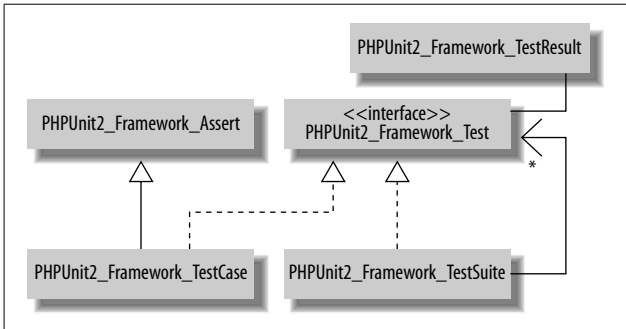 PHPUnit2_Framework_TestResult
PHPUnit2_Framework_Assert
<<interface>>
PHPUnit2_Framework_Test
*
PHPUnit2_Framework_TestCase
PHPUnit2_Framework_TestSuite